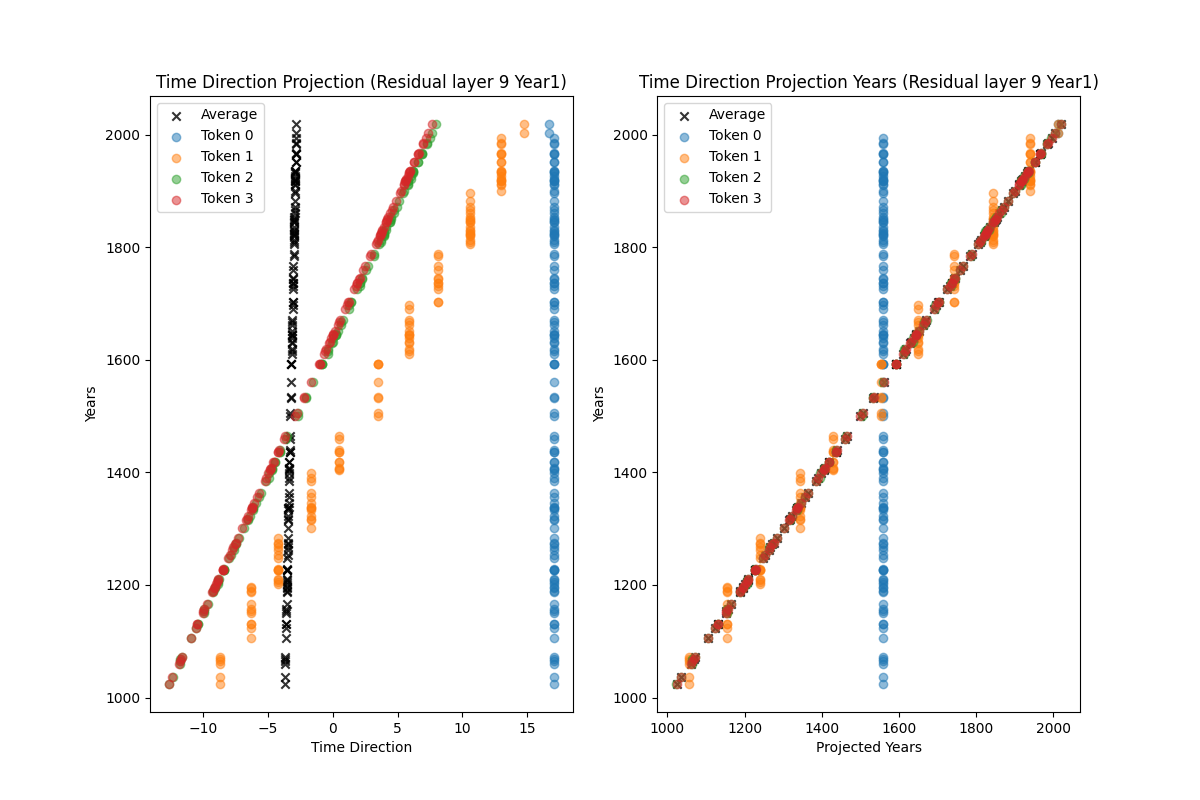 Time Direction Projection (Residual layer 9 Year1)
Average
Token 0
Token 1
Token 2
Token 3
2000
1800
1600
1400
1200
1000
Years
−10
−5
0
5
10
15
Time Direction
Time Direction Projection Years (Residual layer 9 Year1)
Average
Token 0
Token 1
Token 2
Token 3
2000
1800
1600
1400
1200
1000
Years
1000
1200
1400
1600
1800
2000
Projected Years